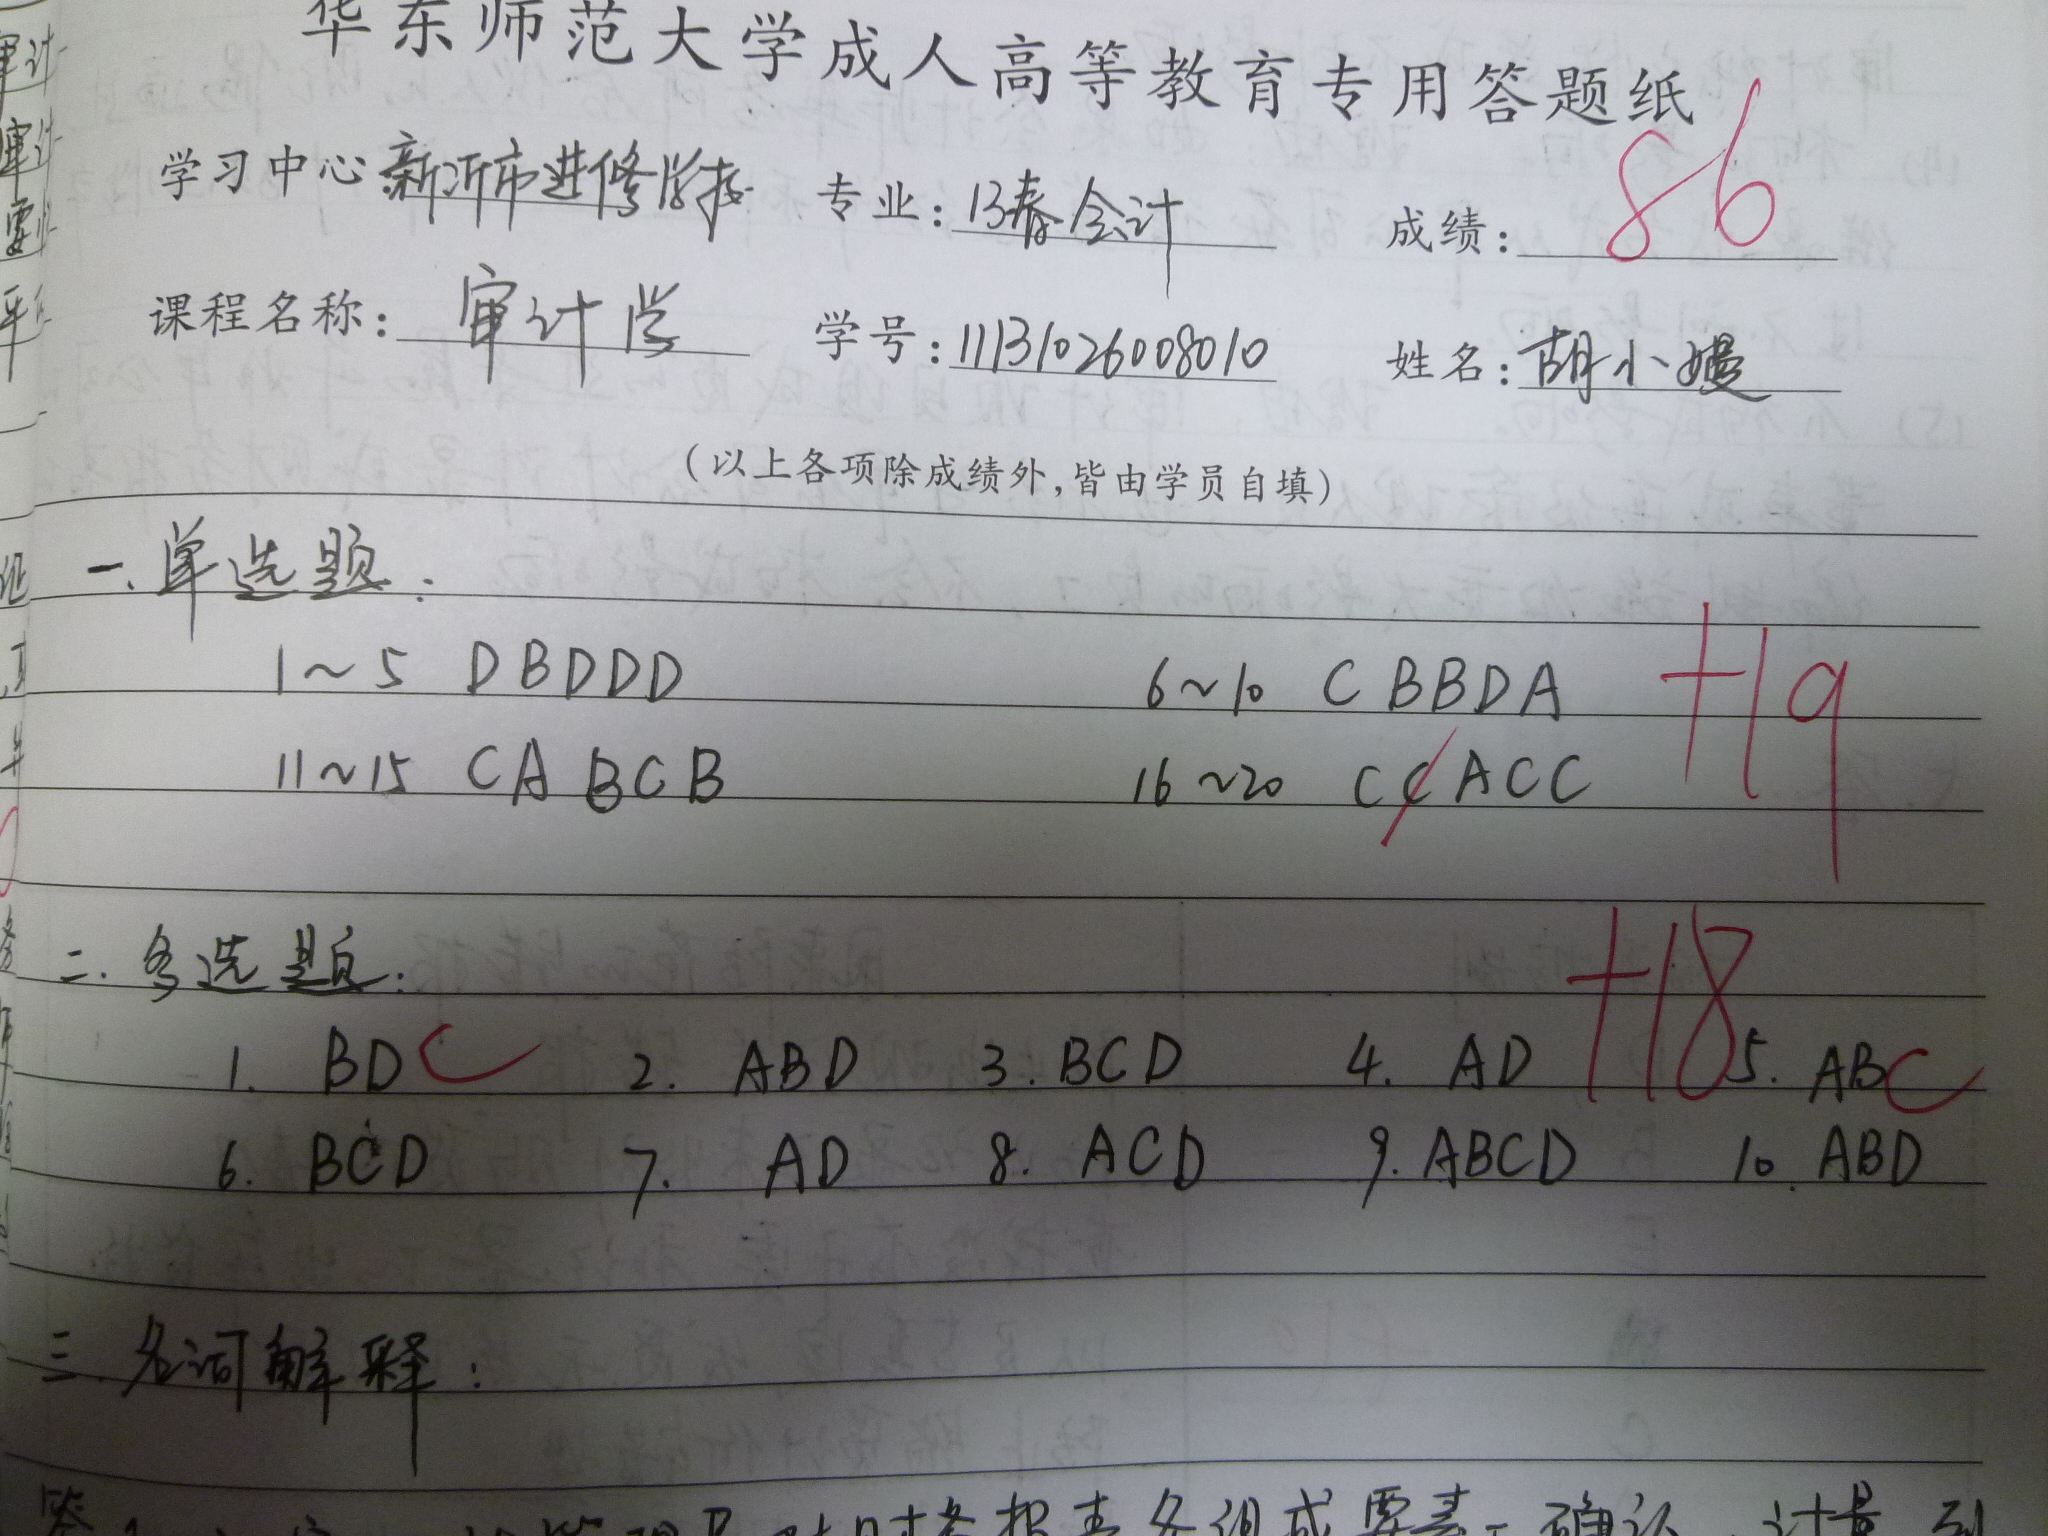 华东师范大学成人高等教育专用答题纸
学习中心 新沂市进修学校 专业: 13春会计 成绩: 86
课程名称: 审计学 学号: 11131026008010 姓名: 胡小嫚
(以上各项除成绩外,皆由学员自填)
一.单选题:
1~5 DBDDD 6~10 CBBDA +19
11~15 CABCB 16~20 CCACC
二.多选题: +18
1. BDC 2. ABD 3. BCD 4. AD 5. ABC
6. BCD 7. AD 8. ACD 9. ABCD 10. ABD
三.名词解释: